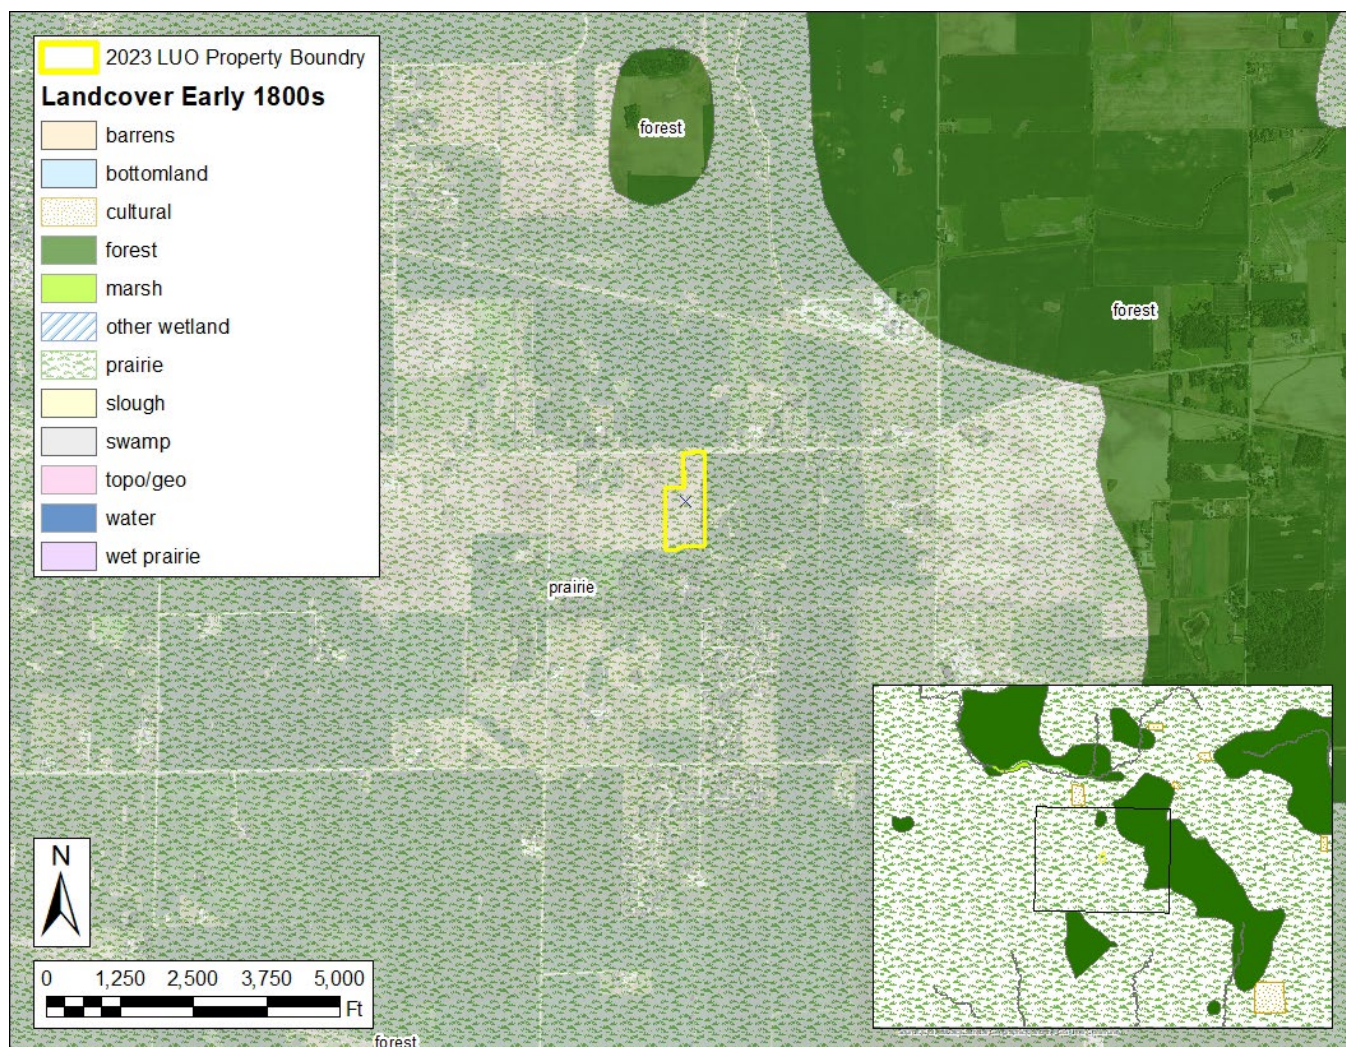 2023 LUO Property Boundry
Landcover Early 1800s
barrens
bottomland
cultural
forest
marsh
other wetland
prairie
slough
swamp
topo/geo
water
wet prairie
forest
forest
prairie
N
0 1,250 2,500 3,750 5,000
Ft
forest